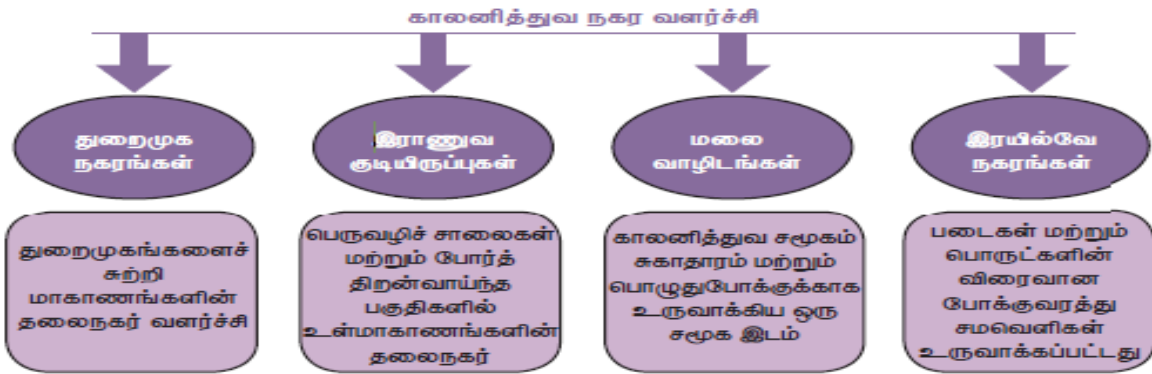 காலனித்துவ நகர வளர்ச்சி
துறைமுக
நகரங்கள்
இராணுவ
குடியிருப்புகள்
மலை
வாழிடங்கள்
இரயில்வே
நகரங்கள்
துறைமுகங்களைச்
சுற்றி
மாகாணங்களின்
தலைநகர் வளர்ச்சி
பெருவழிச் சாலைகள்
மற்றும் போர்த்
திறன்வாய்ந்த
பகுதிகளில்
உள்மாகாணங்களின்
தலைநகர்
காலனித்துவ சமூகம்
சுகாதாரம் மற்றும்
பொழுதுபோக்குக்காக
உருவாக்கிய ஒரு
சமூக இடம்
படைகள் மற்றும்
பொருட்களின்
விரைவான
போக்குவரத்து
சமவெளிகள்
உருவாக்கப்பட்டது